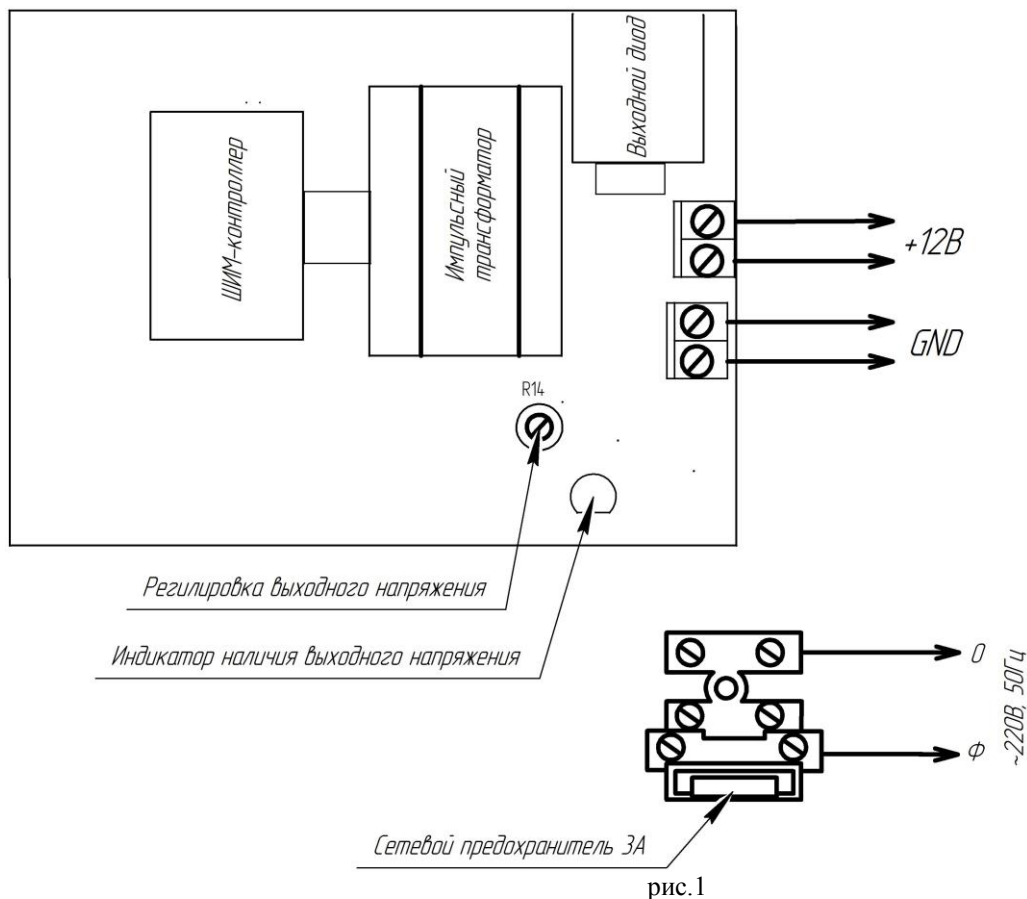 ШИМ-контроллер
Импульсный
трансформатор
Выходной диод
+12В
GND
R14
Регилировка выходного напряжения
Индикатор наличия выходного напряжения
0
Ф
~220В, 50Гц
Сетевой предохранитель 3А
рис.1